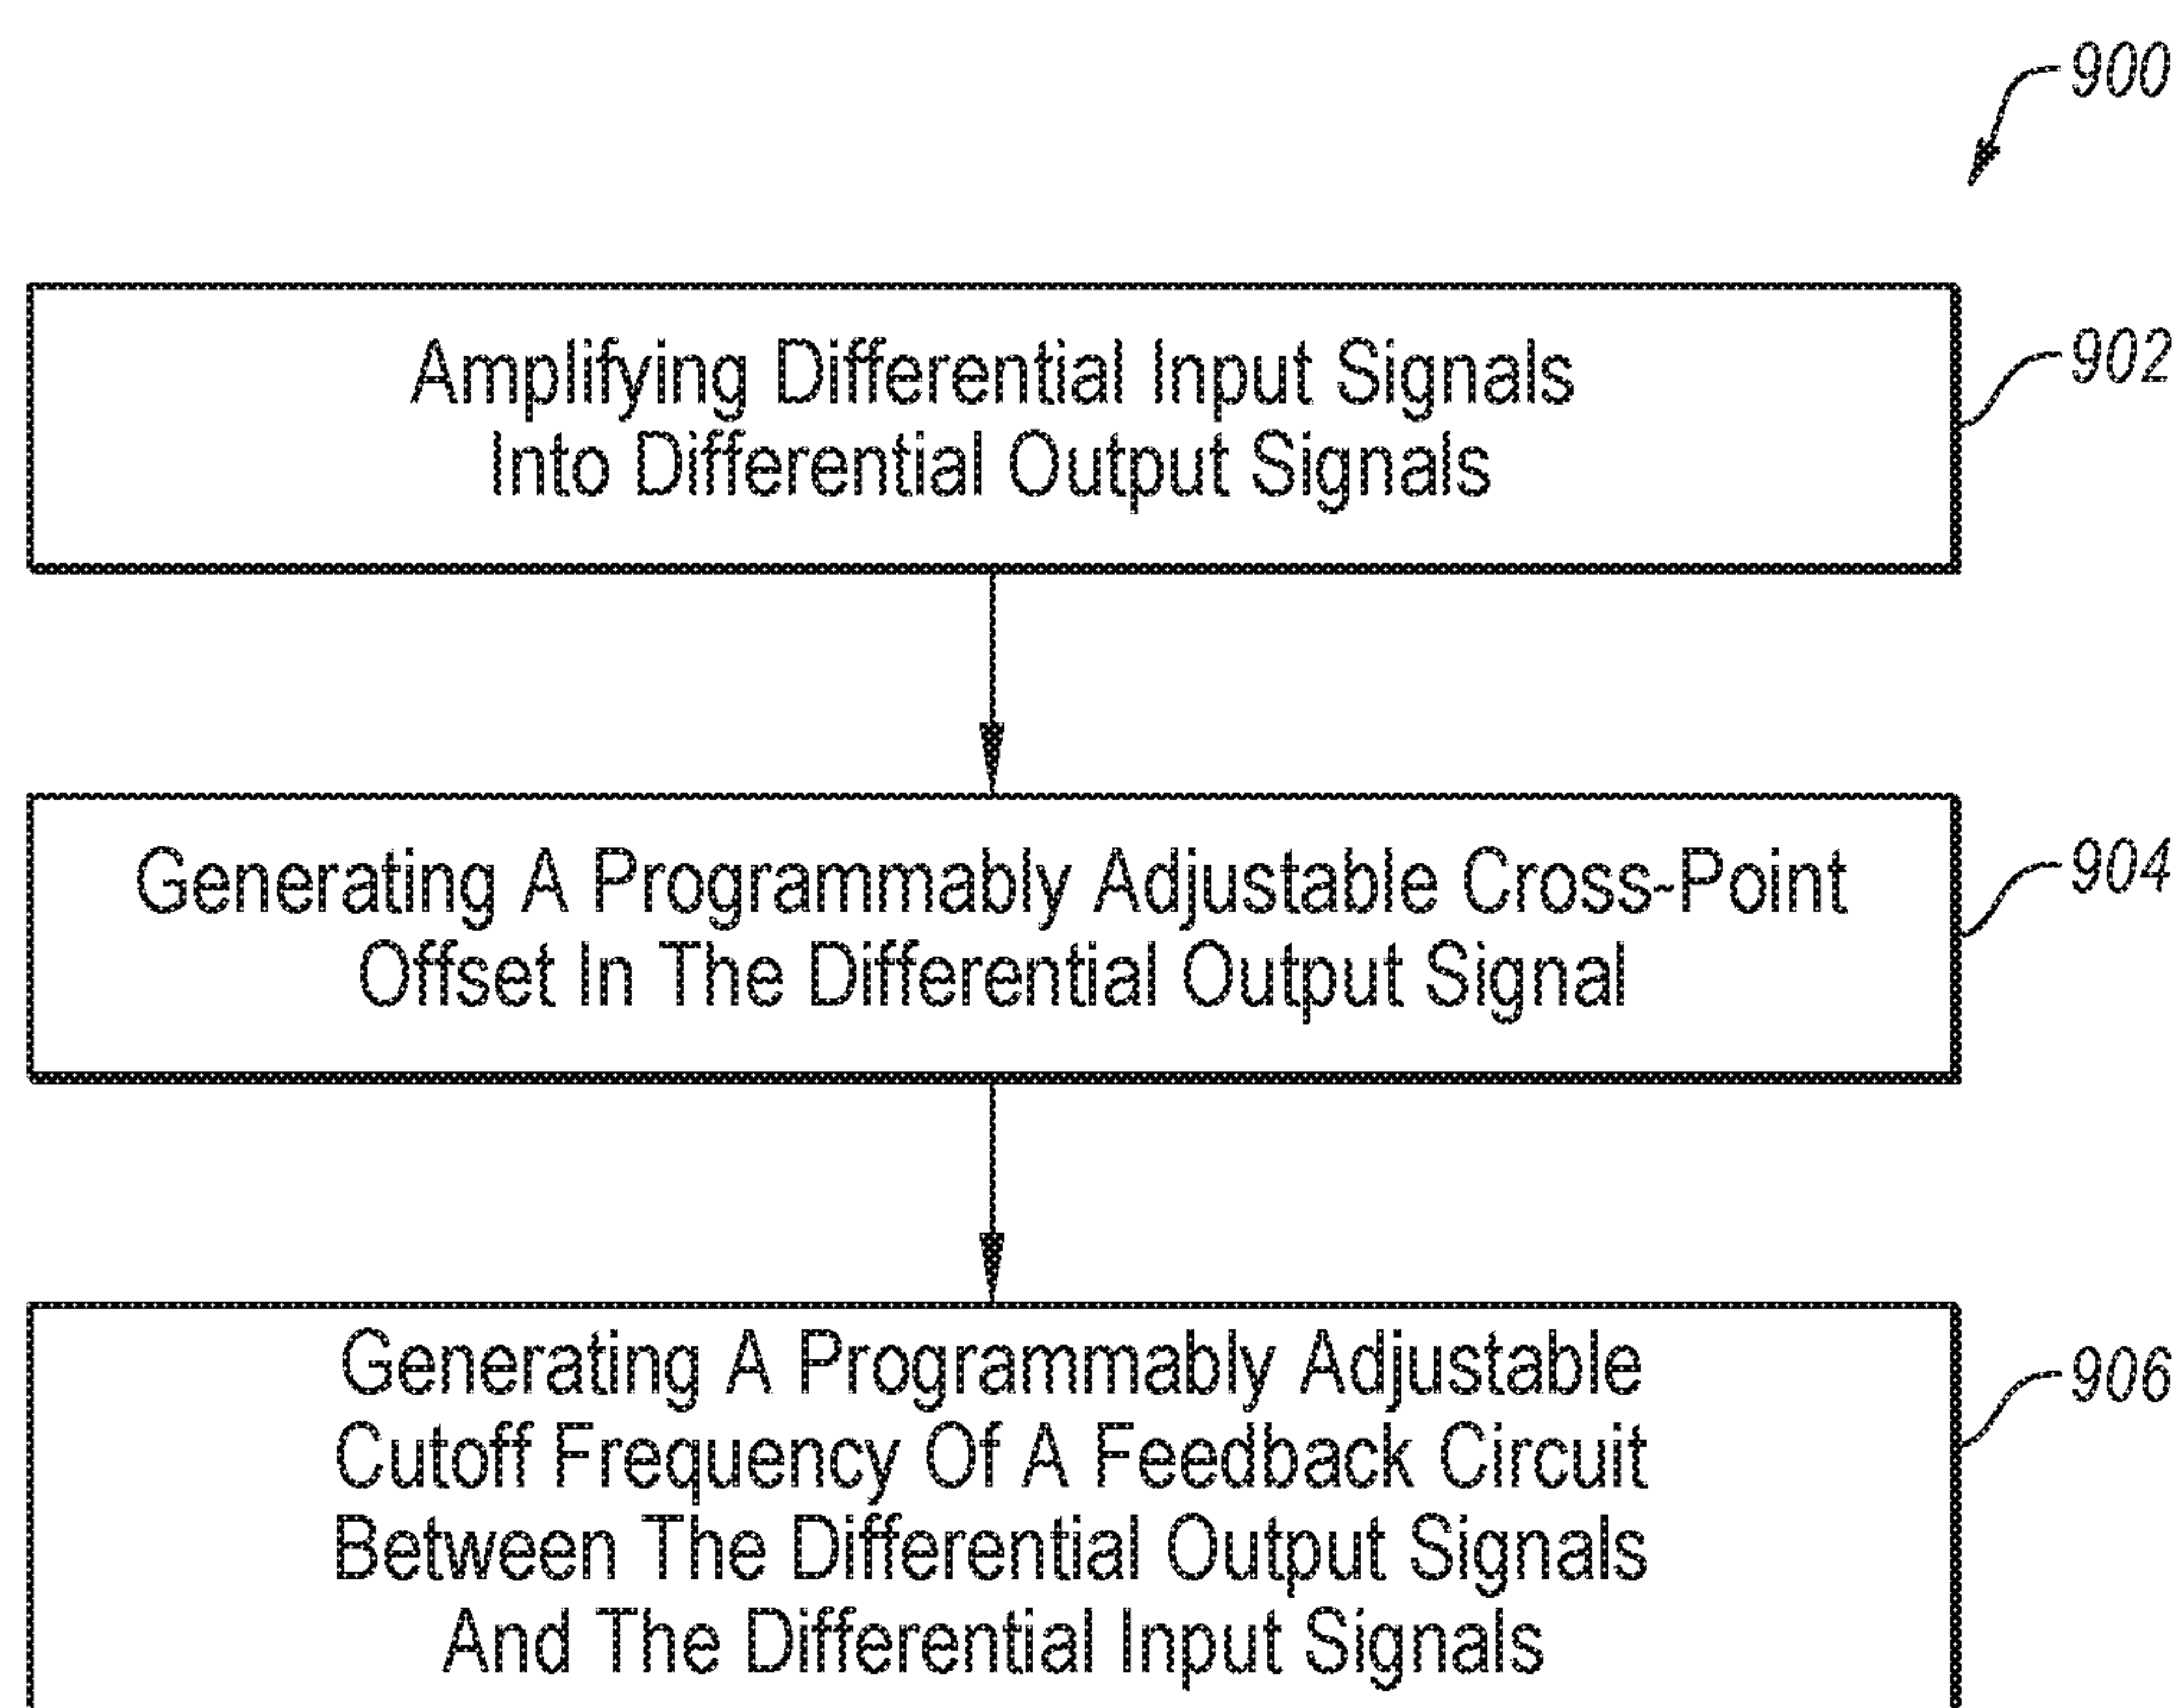 900
Amplifying Differential Input Signals
Into Differential Output Signals
902
Generating A Programmably Adjustable Cross-Point
Offset In The Differential Output Signal
904
Generating A Programmably Adjustable
Cutoff Frequency Of A Feedback Circuit
Between The Differential Output Signals
And The Differential Input Signals
906